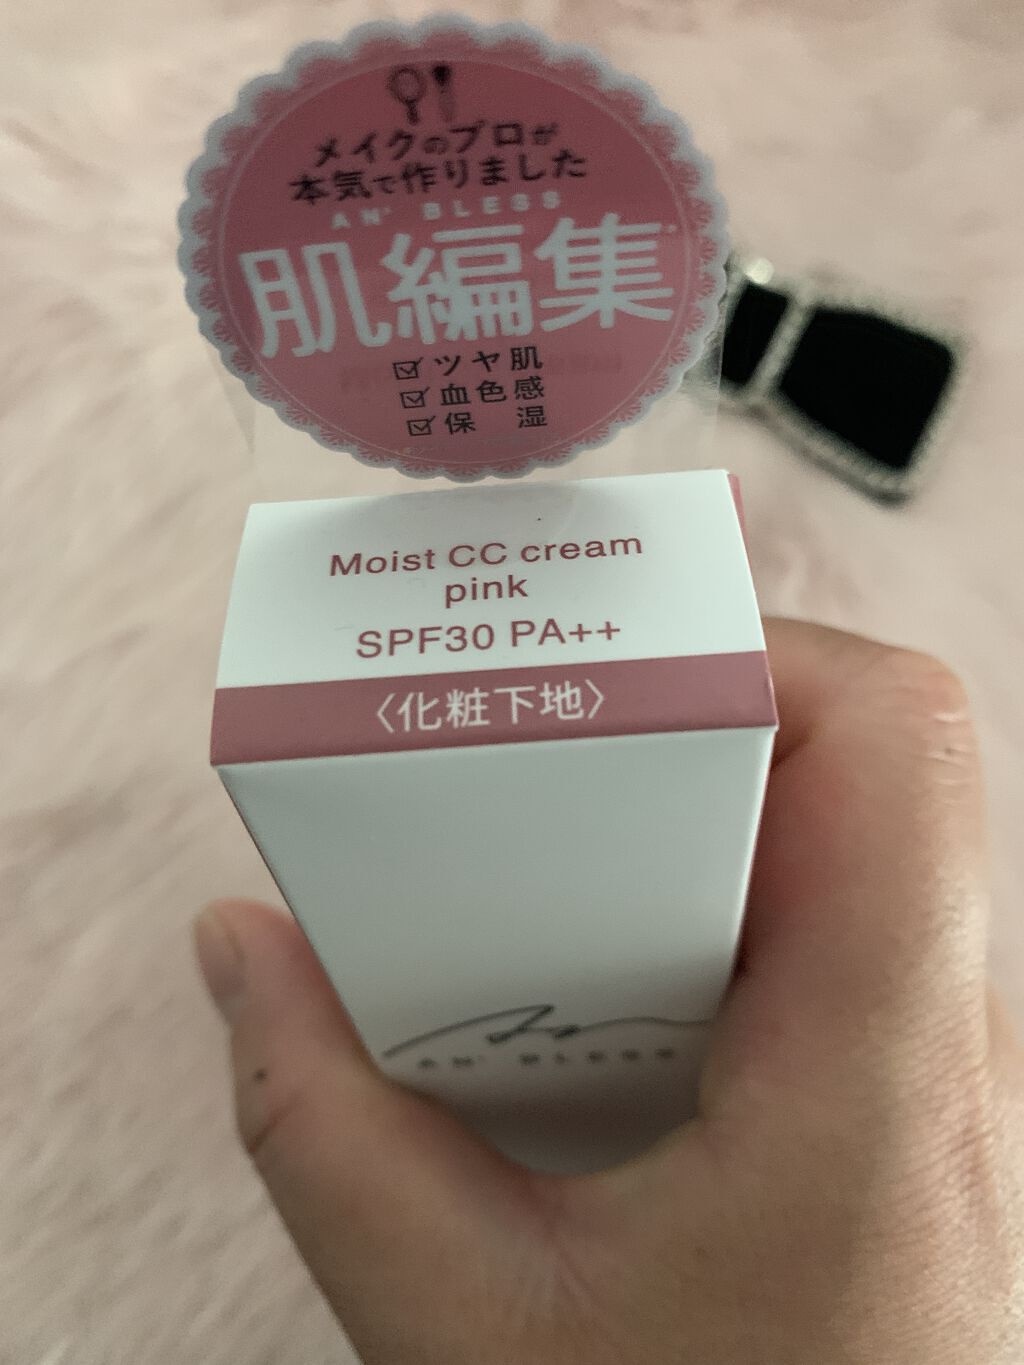 メイクのプロが
本気で作りました
AN' BLESS
肌編集
☑ツヤ肌
☑血色感
☑保 湿
Moist CC cream
pink
SPF30 PA++
〈化粧下地〉
AN' BLESS